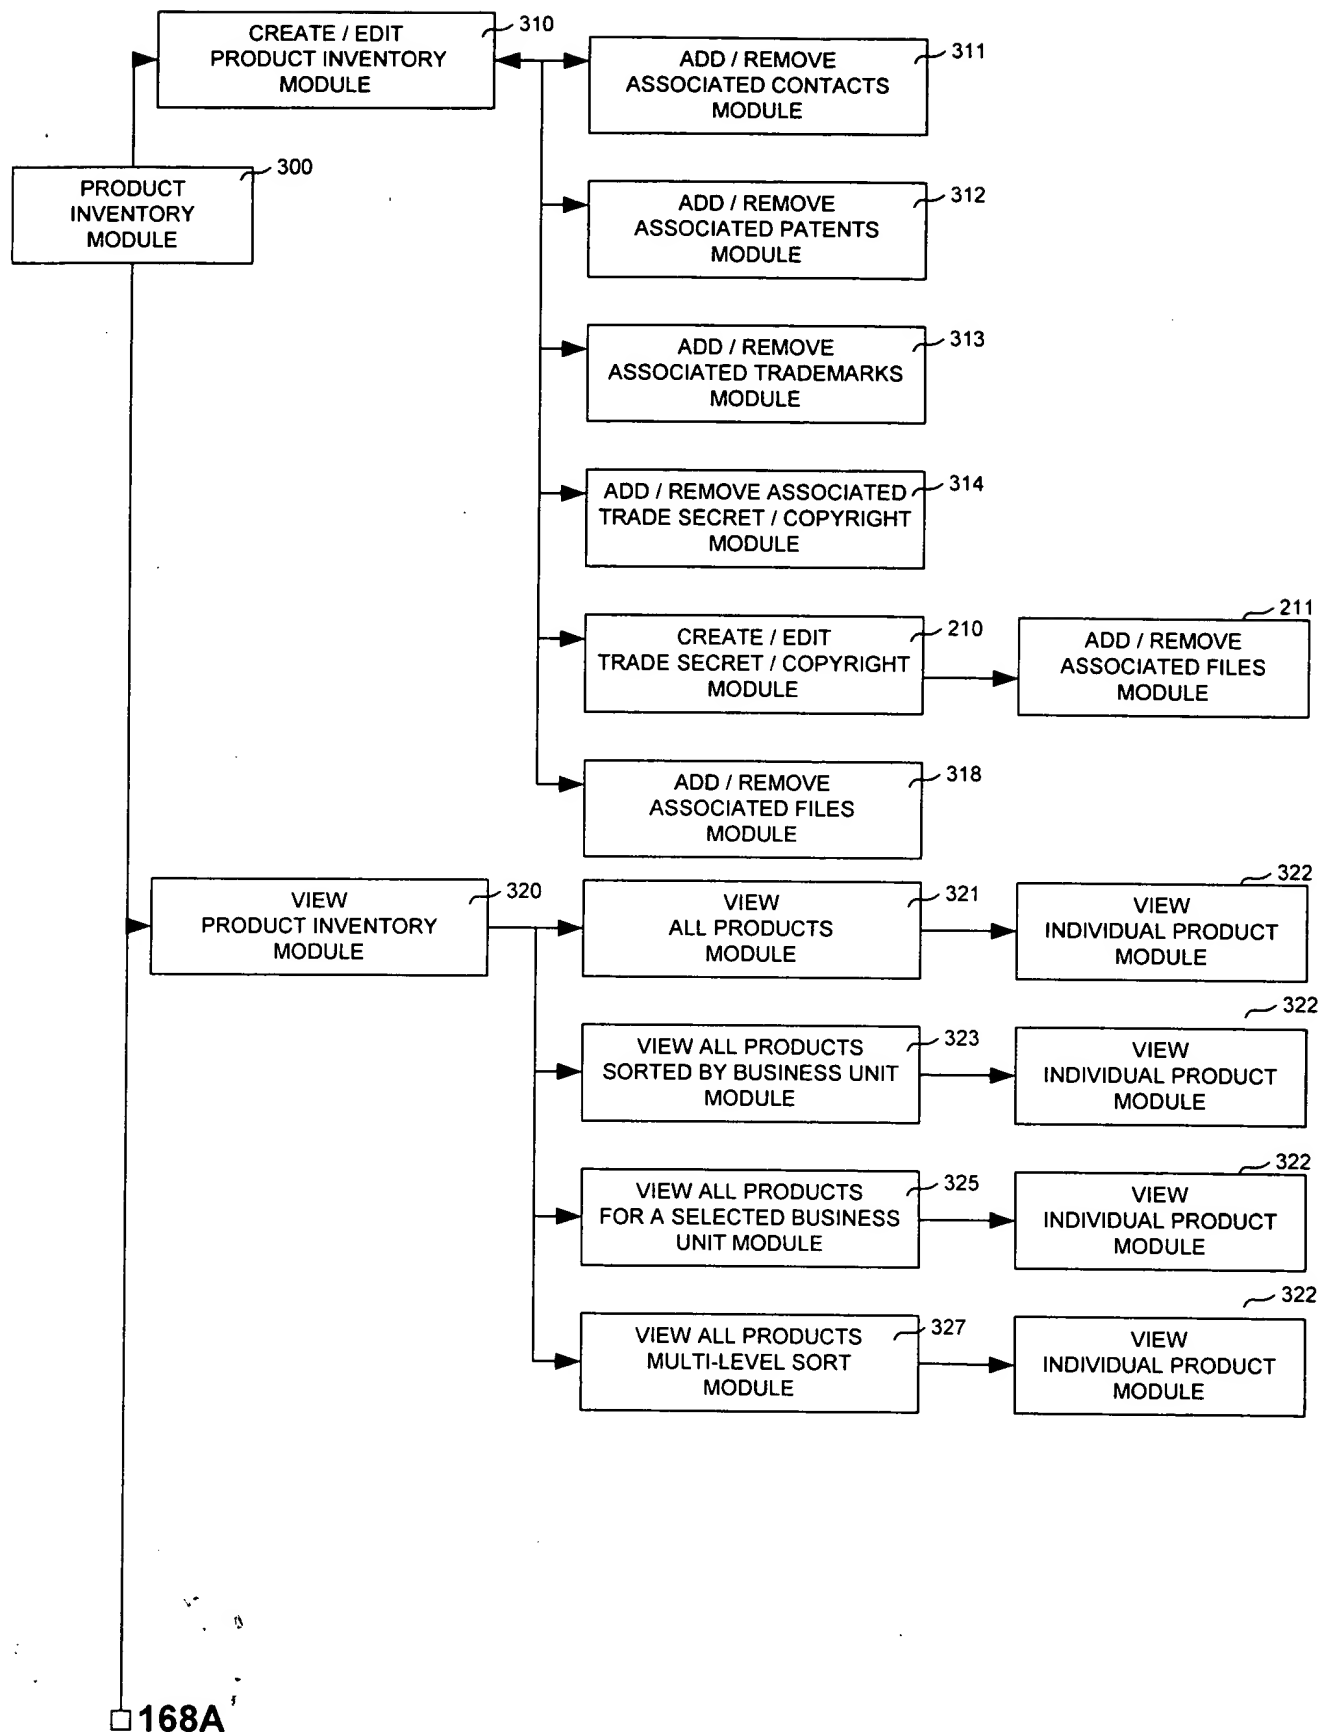 CREATE / EDIT
PRODUCT INVENTORY
MODULE
310
ADD / REMOVE
ASSOCIATED CONTACTS
MODULE
311
PRODUCT
INVENTORY
MODULE
300
ADD / REMOVE
ASSOCIATED PATENTS
MODULE
312
ADD / REMOVE
ASSOCIATED TRADEMARKS
MODULE
313
ADD / REMOVE ASSOCIATED
TRADE SECRET / COPYRIGHT
MODULE
314
CREATE / EDIT
TRADE SECRET / COPYRIGHT
MODULE
210
ADD / REMOVE
ASSOCIATED FILES
MODULE
211
ADD / REMOVE
ASSOCIATED FILES
MODULE
318
VIEW
PRODUCT INVENTORY
MODULE
320
VIEW
ALL PRODUCTS
MODULE
321
VIEW
INDIVIDUAL PRODUCT
MODULE
322
VIEW ALL PRODUCTS
SORTED BY BUSINESS UNIT
MODULE
323
VIEW
INDIVIDUAL PRODUCT
MODULE
322
VIEW ALL PRODUCTS
FOR A SELECTED BUSINESS
UNIT MODULE
325
VIEW
INDIVIDUAL PRODUCT
MODULE
322
VIEW ALL PRODUCTS
MULTI-LEVEL SORT
MODULE
327
VIEW
INDIVIDUAL PRODUCT
MODULE
322
168A